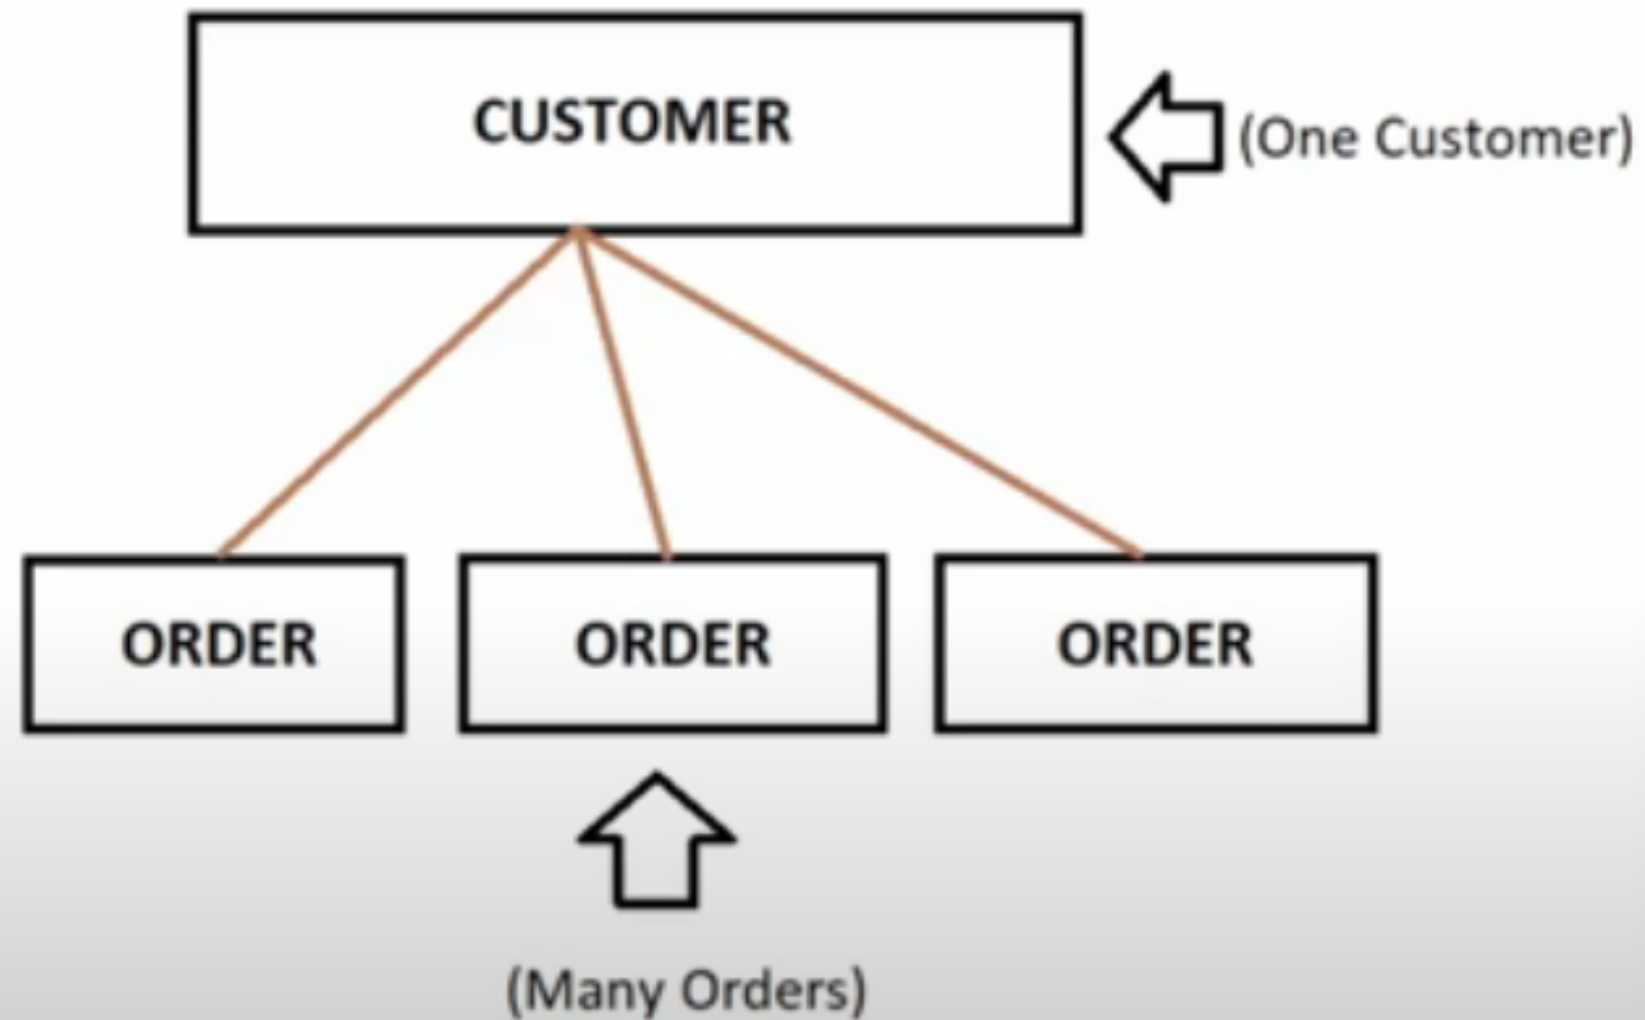 CUSTOMER
(One Customer)
ORDER
ORDER
ORDER
(Many Orders)